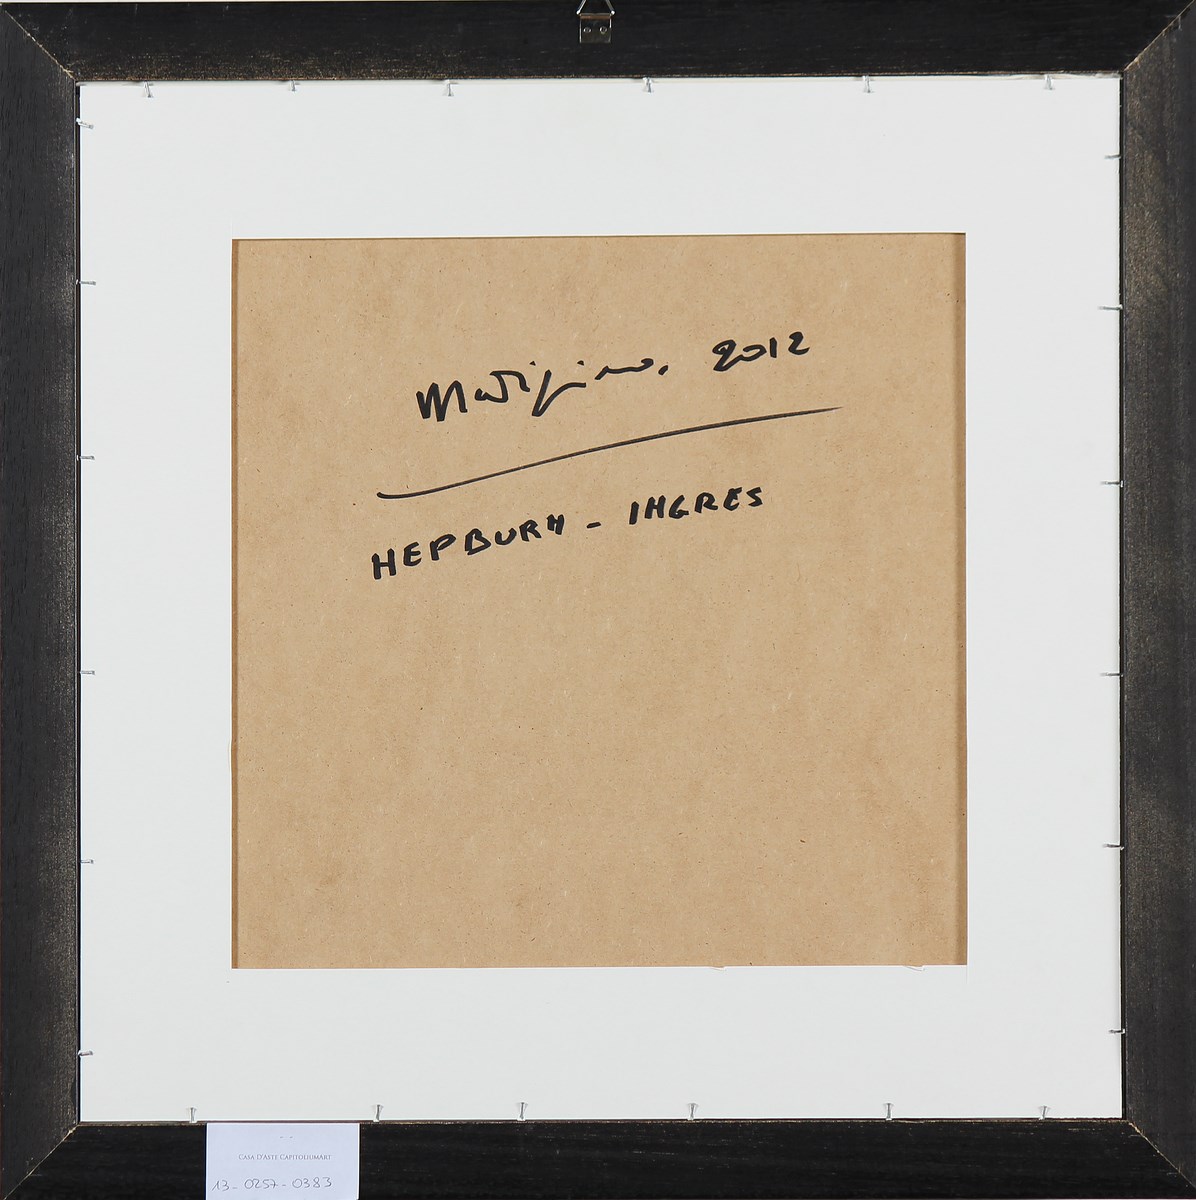 2012
HEPBURN - INGRES
CASA D'ASTE CAPITOLIUMART
13-0257-0383